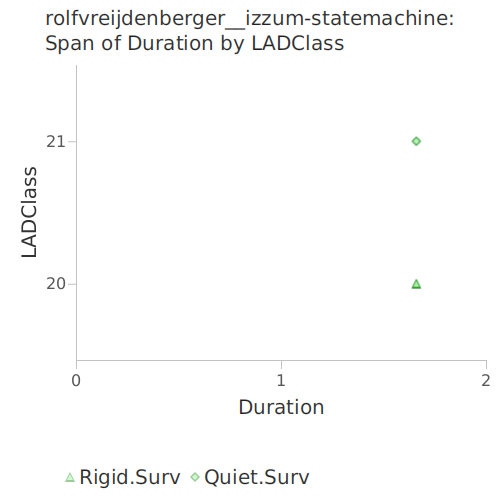 rolfvreijdenberger__izzum-statemachine:
Span of Duration by LADClass
21
20
LADClass
0
1
2
Duration
Rigid.Surv
Quiet.Surv